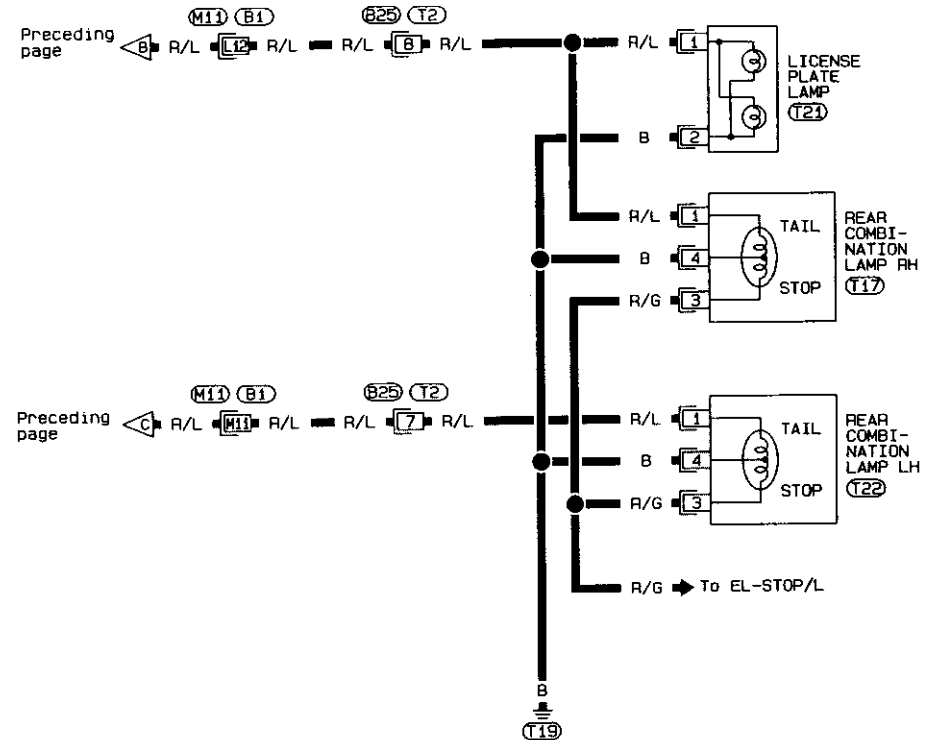 M11 B1 B25 T2
Preceding page B R/L L12 R/L R/L 8 R/L R/L 1
LICENSE PLATE LAMP
T21
B 2
R/L 1 TAIL
REAR COMBI-NATION LAMP RH
T17
B 4
R/G 3 STOP
M11 B1 B25 T2
Preceding page C R/L M11 R/L R/L 7 R/L R/L 1 TAIL
REAR COMBI-NATION LAMP LH
T22
B 4
R/G 3 STOP
R/G To EL-STOP/L
B
T19